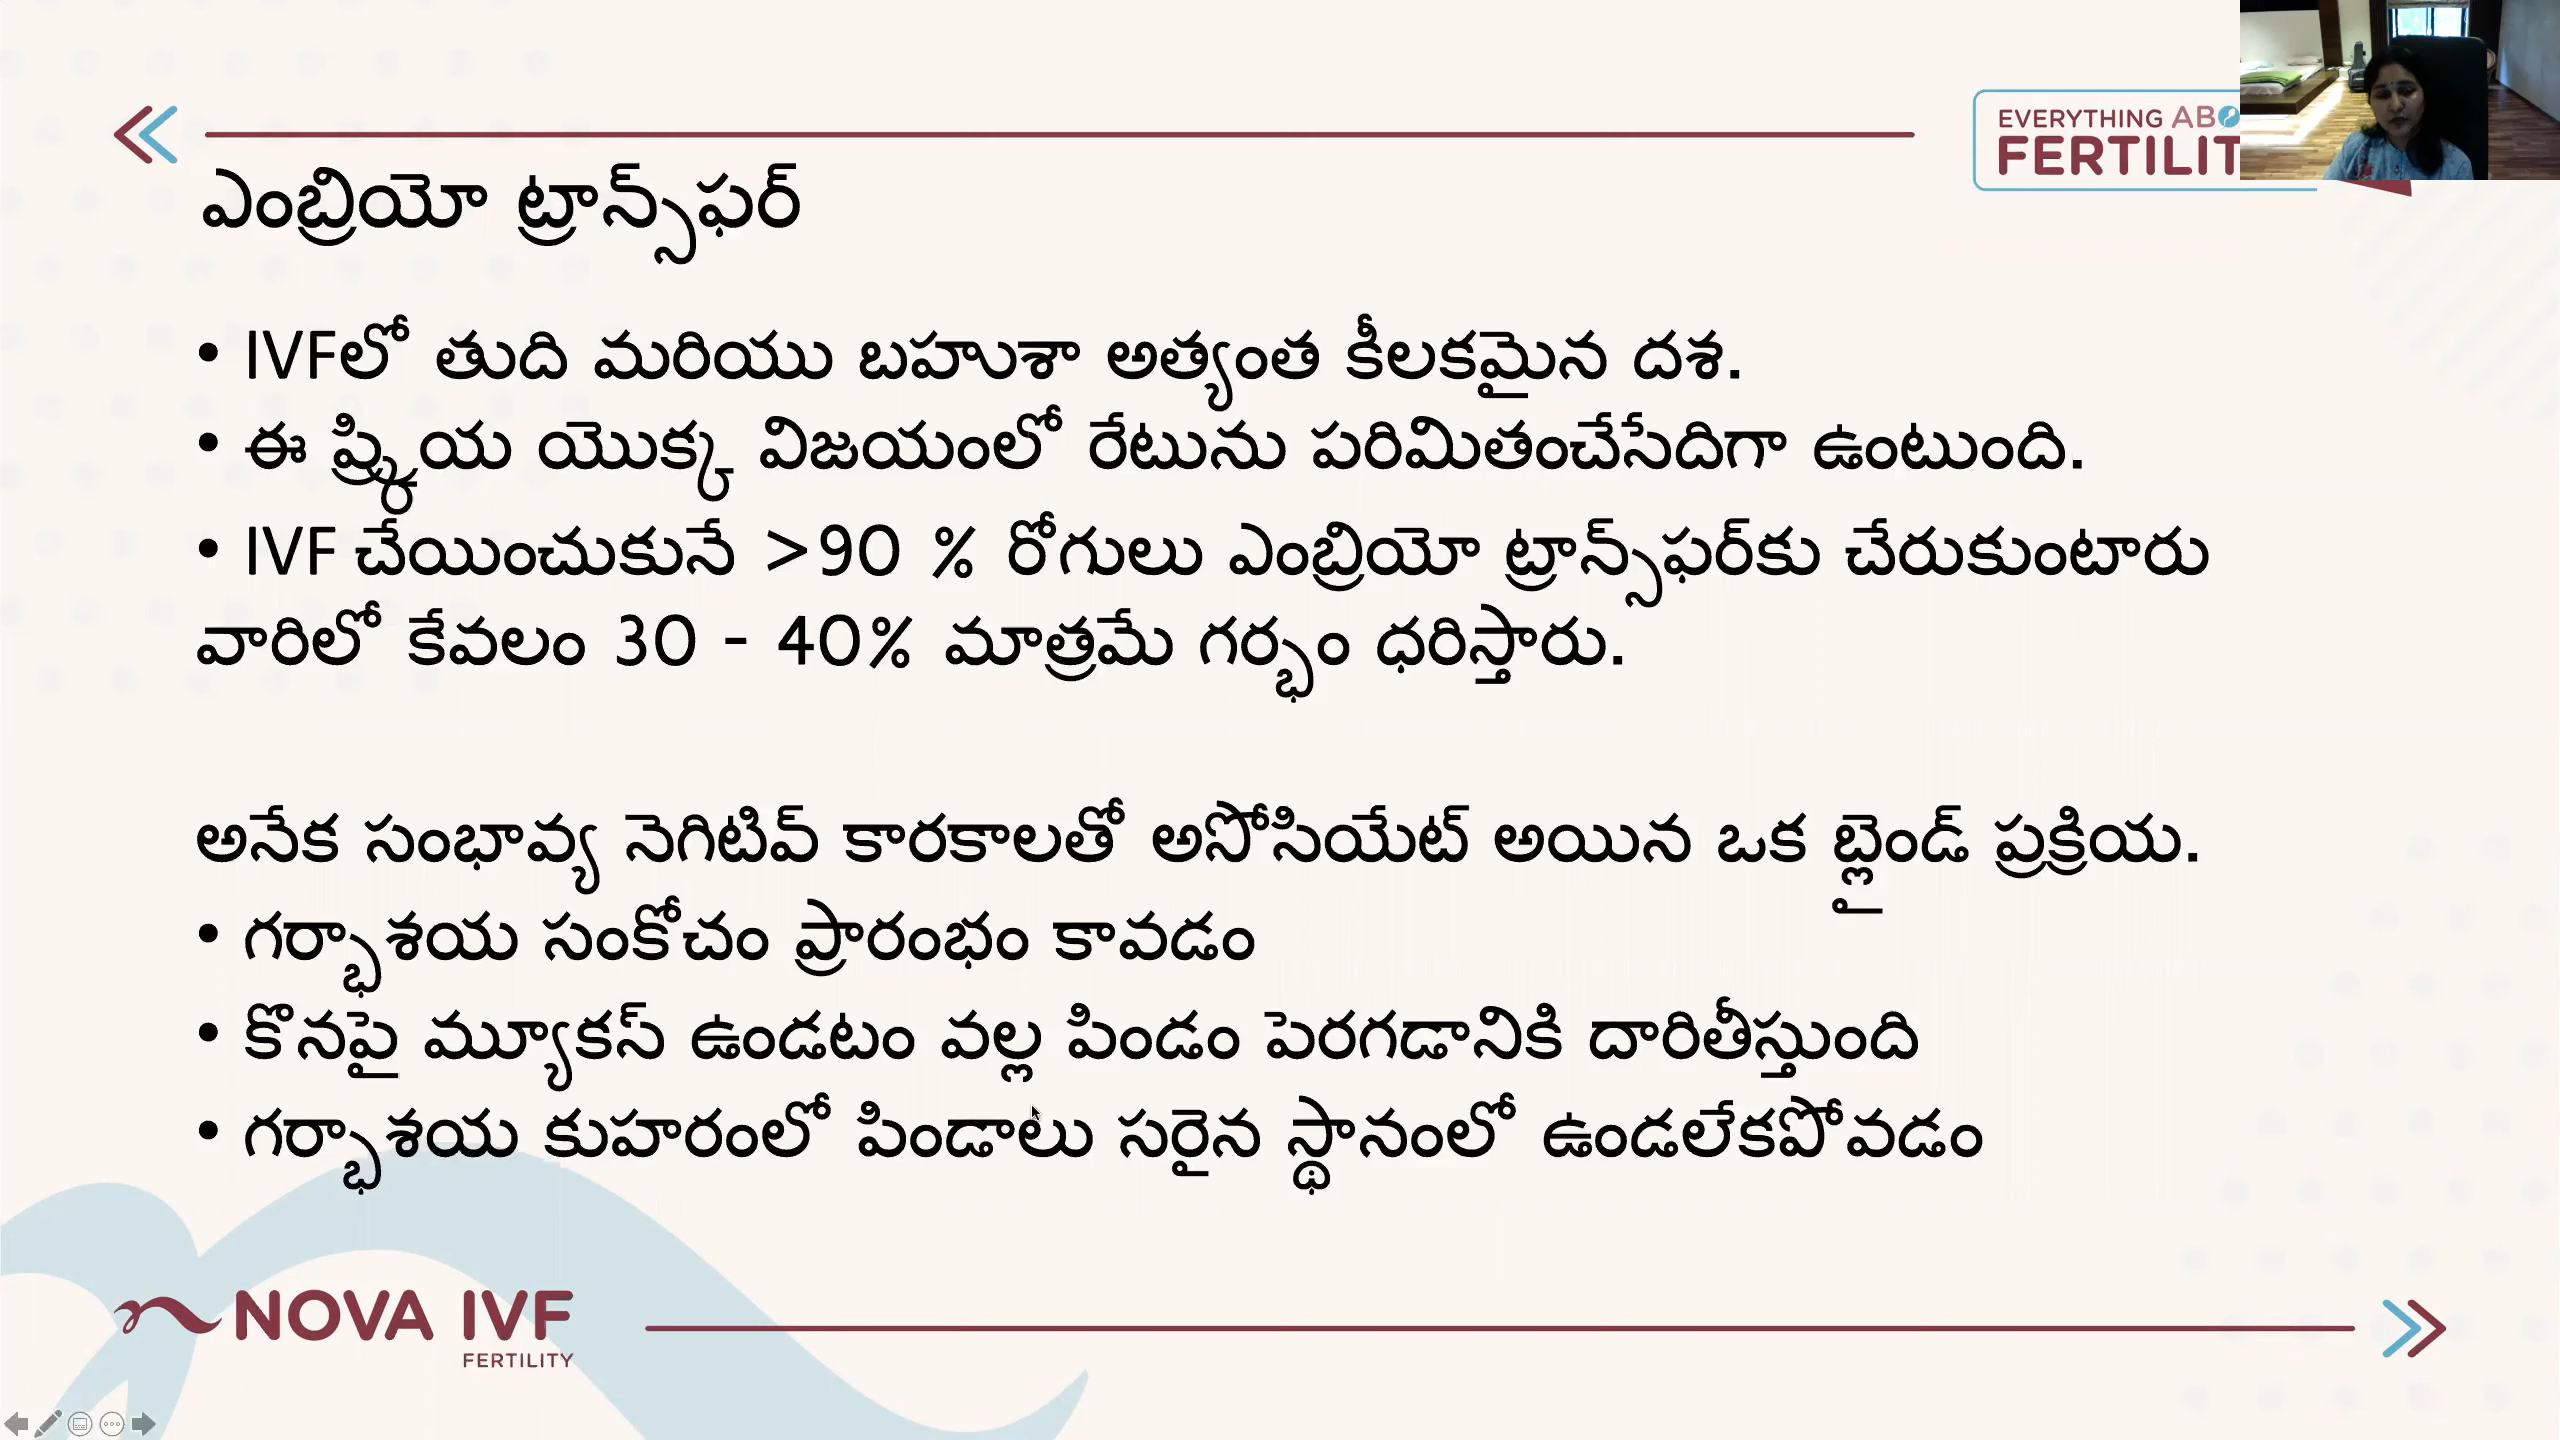 EVERYTHING ABO
FERTILIT
ఎంబ్రియో ట్రాన్స్‌ఫర్
• IVFలో తుది మరియు బహుశా అత్యంత కీలకమైన దశ.
• ఈ ప్ర్క్రియ యొక్క విజయంలో రేటును పరిమితంచేసేదిగా ఉంటుంది.
• IVF చేయించుకునే >90 % రోగులు ఎంబ్రియో ట్రాన్స్‌ఫర్‌కు చేరుకుంటారు
వారిలో కేవలం 30 - 40% మాత్రమే గర్భం ధరిస్తారు.
అనేక సంభావ్య నెగిటివ్ కారకాలతో అసోసియేట్ అయిన ఒక బ్లైండ్ ప్రక్రియ.
• గర్భాశయ సంకోచం ప్రారంభం కావడం
• కొనపై మ్యూకస్ ఉండటం వల్ల పిండం పెరగడానికి దారితీస్తుంది
• గర్భాశయ కుహరంలో పిండాలు సరైన స్థానంలో ఉండలేకపోవడం
NOVA IVF
FERTILITY